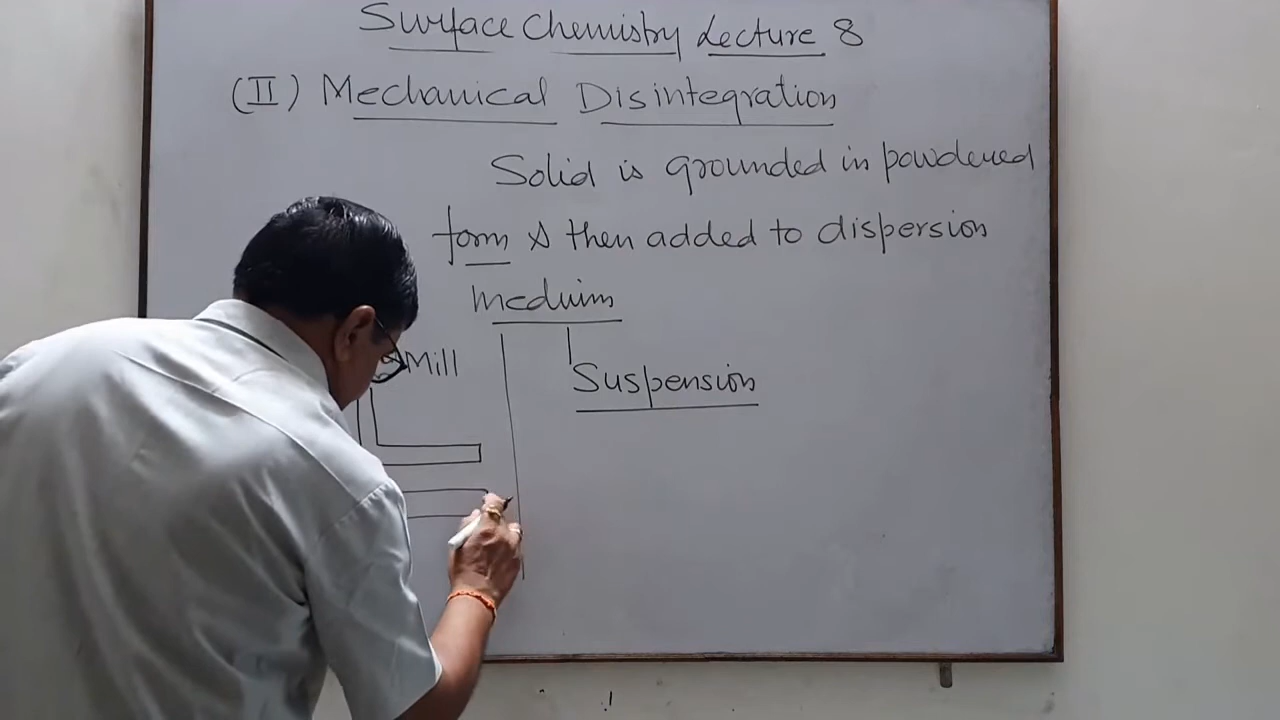 Surface Chemistry Lecture 8
(II) Mechanical Disintegration
Solid is grounded in powdered
form & then added to dispersion
medium
Mill
Suspension